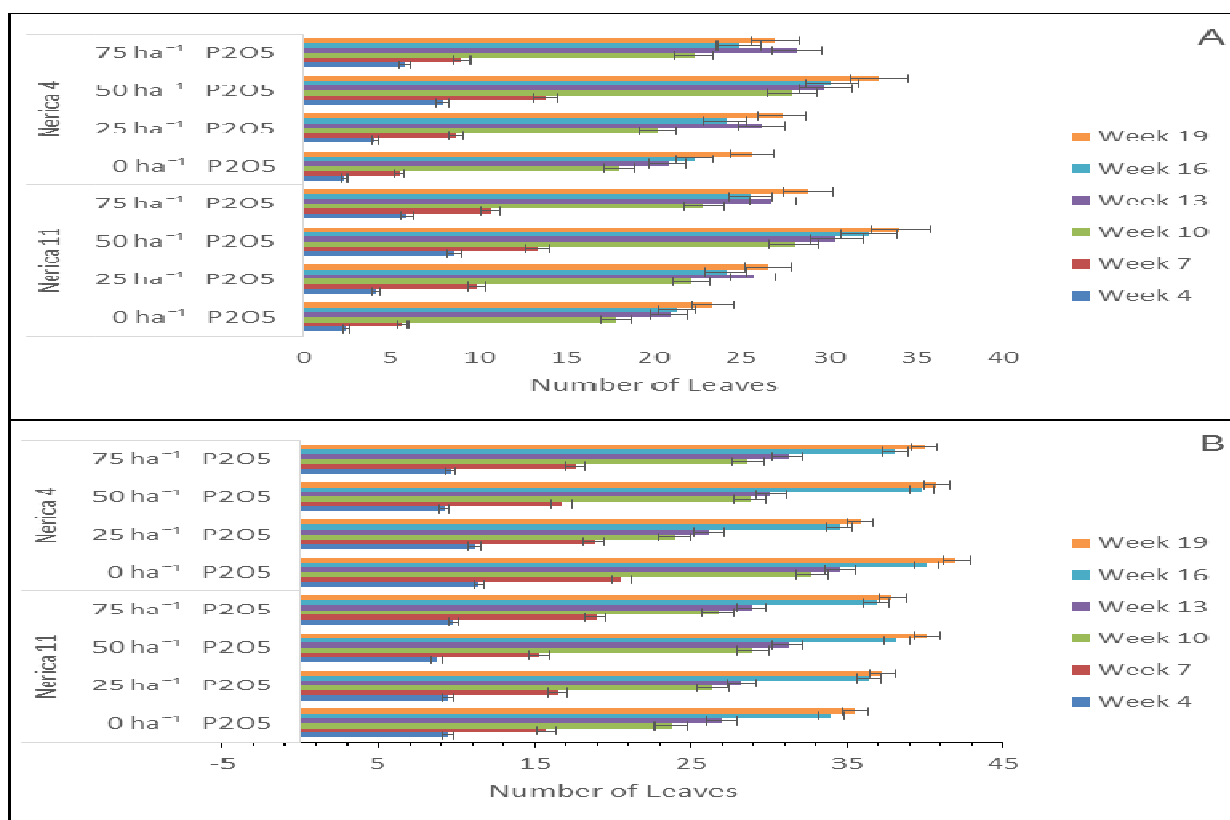 A
Nerica 4
75 ha⁻¹ P2O5
50 ha⁻¹ P2O5
25 ha⁻¹ P2O5
0 ha⁻¹ P2O5
Nerica 11
75 ha⁻¹ P2O5
50 ha⁻¹ P2O5
25 ha⁻¹ P2O5
0 ha⁻¹ P2O5
0 5 10 15 20 25 30 35 40
Number of Leaves
Week 19
Week 16
Week 13
Week 10
Week 7
Week 4
B
Nerica 4
75 ha⁻¹ P2O5
50 ha⁻¹ P2O5
25 ha⁻¹ P2O5
0 ha⁻¹ P2O5
Nerica 11
75 ha⁻¹ P2O5
50 ha⁻¹ P2O5
25 ha⁻¹ P2O5
0 ha⁻¹ P2O5
-5 5 15 25 35 45
Number of Leaves
Week 19
Week 16
Week 13
Week 10
Week 7
Week 4